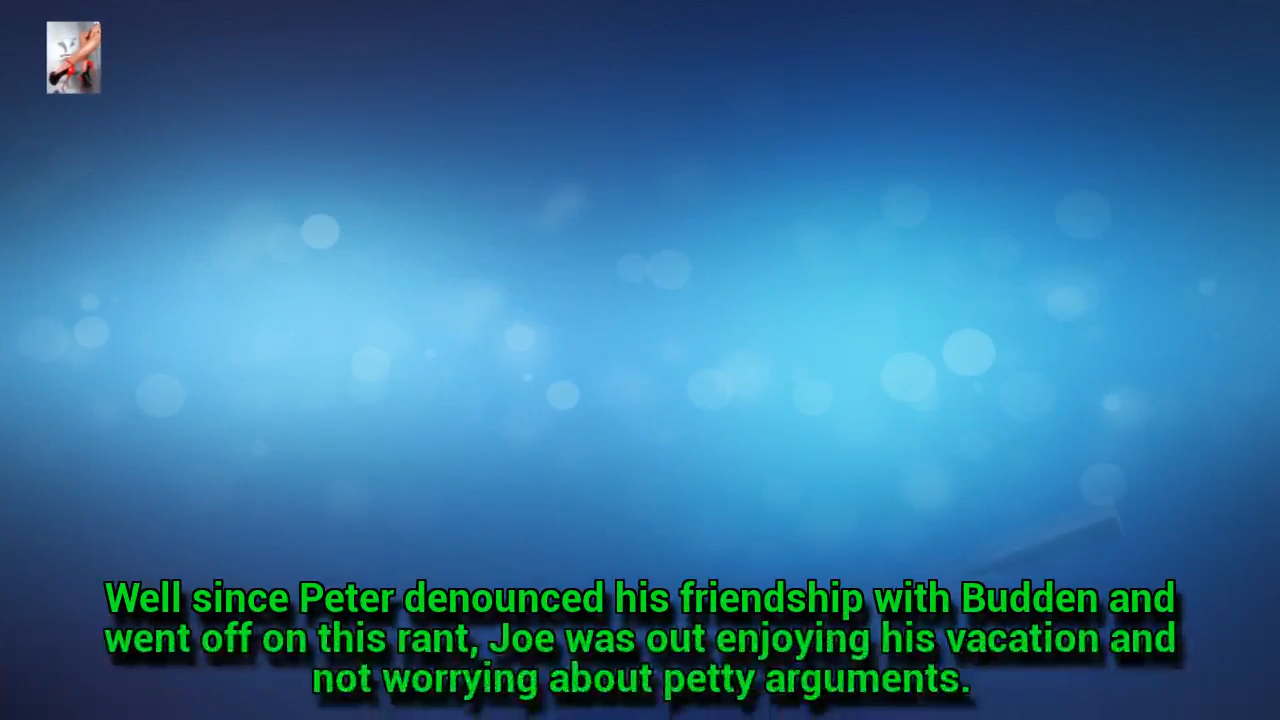 Well since Peter denounced his friendship with Budden and
went off on this rant, Joe was out enjoying his vacation and
not worrying about petty arguments.